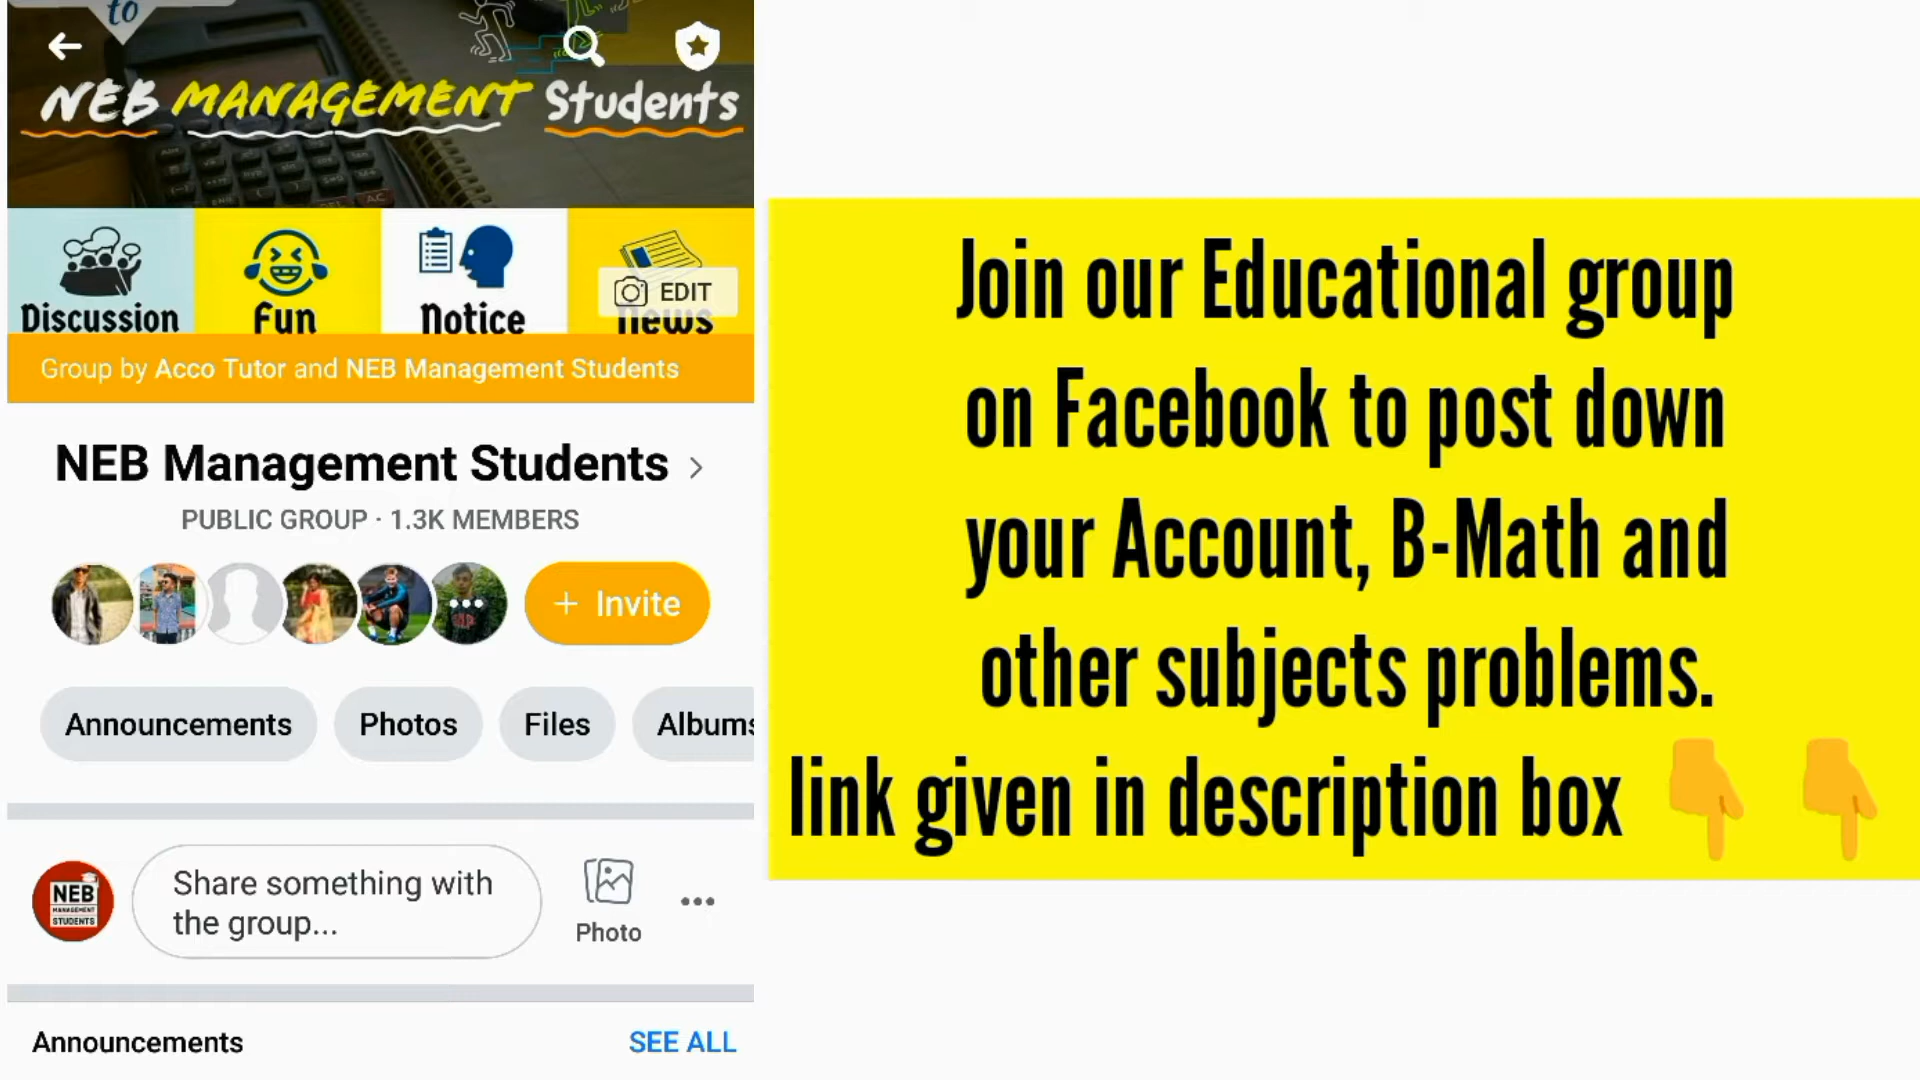 to
NEB MANAGEMENT Students
Discussion
Fun
Notice
News
EDIT
Group by Acco Tutor and NEB Management Students
NEB Management Students >
PUBLIC GROUP · 1.3K MEMBERS
+ Invite
Announcements
Photos
Files
Albums
NEB
MANAGEMENT
STUDENTS
Share something with
the group...
Photo
Announcements
SEE ALL
Join our Educational group
on Facebook to post down
your Account, B-Math and
other subjects problems.
link given in description box 👇 👇